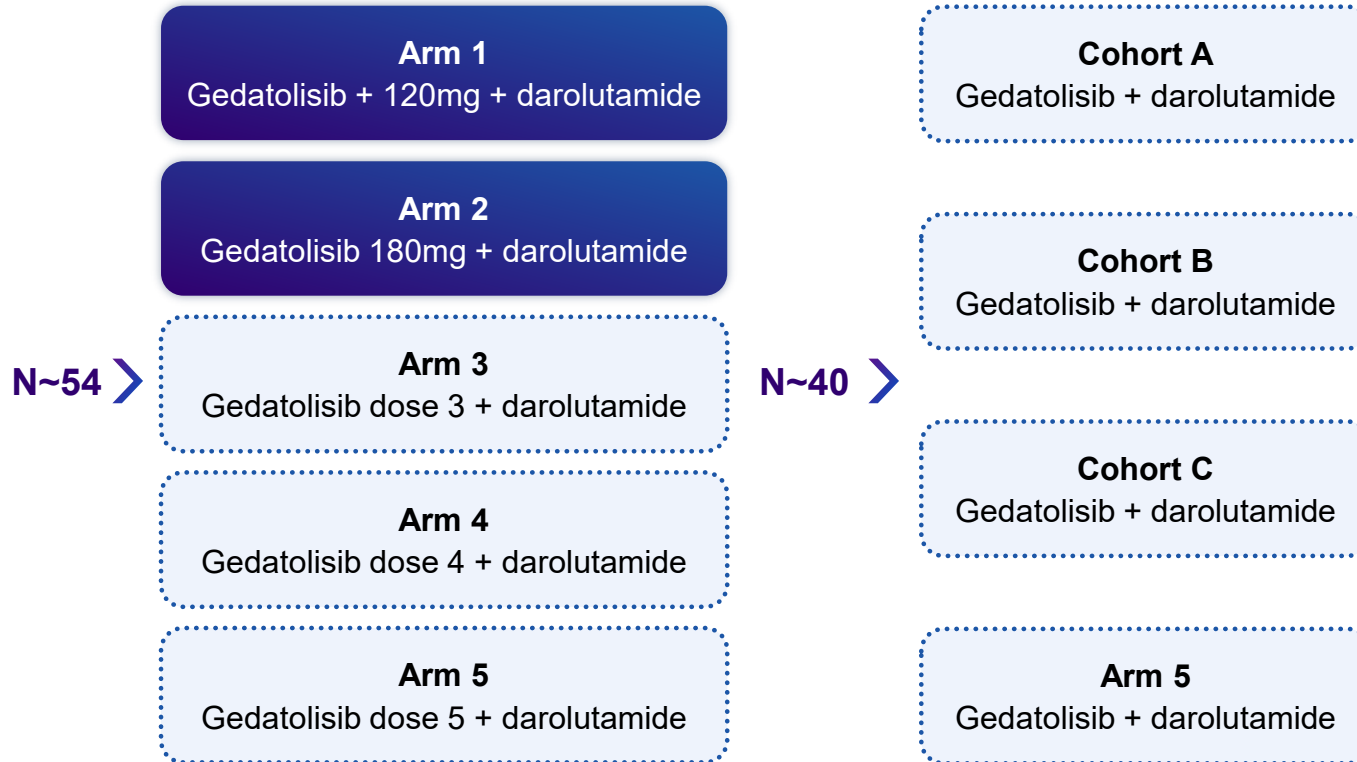 N~54
Arm 1
Gedatolisib + 120mg + darolutamide
Arm 2
Gedatolisib 180mg + darolutamide
Arm 3
Gedatolisib dose 3 + darolutamide
Arm 4
Gedatolisib dose 4 + darolutamide
Arm 5
Gedatolisib dose 5 + darolutamide
N~40
Cohort A
Gedatolisib + darolutamide
Cohort B
Gedatolisib + darolutamide
Cohort C
Gedatolisib + darolutamide
Arm 5
Gedatolisib + darolutamide